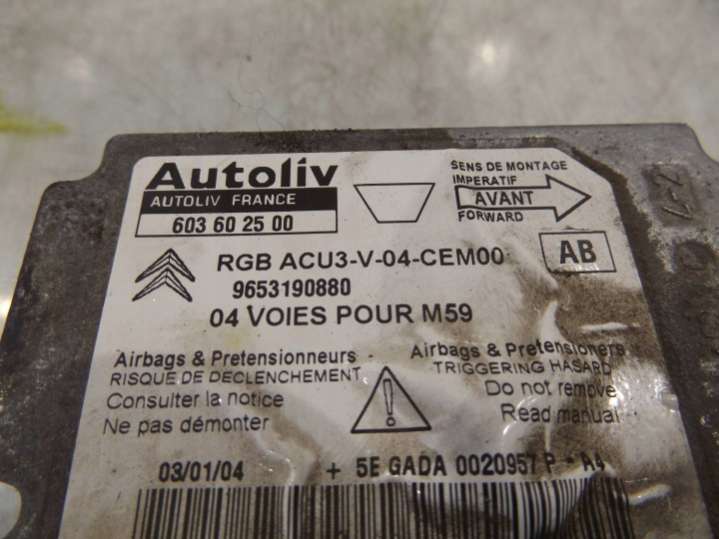 Autoliv
AUTOLIV FRANCE
603 60 25 00
SENS DE MONTAGE
IMPERATIF
AVANT
FORWARD
RGB ACU3-V-04-CEM00
AB
9653190880
04 VOIES POUR M59
Airbags & Pretensionneurs
RISQUE DE DECLENCHEMENT
Consulter la notice
Ne pas démonter
Airbags & Pretensioners
TRIGGERING HASARD
Do not remove
Read manual
03/01/04 + 5E GADA 0020957 P - A4